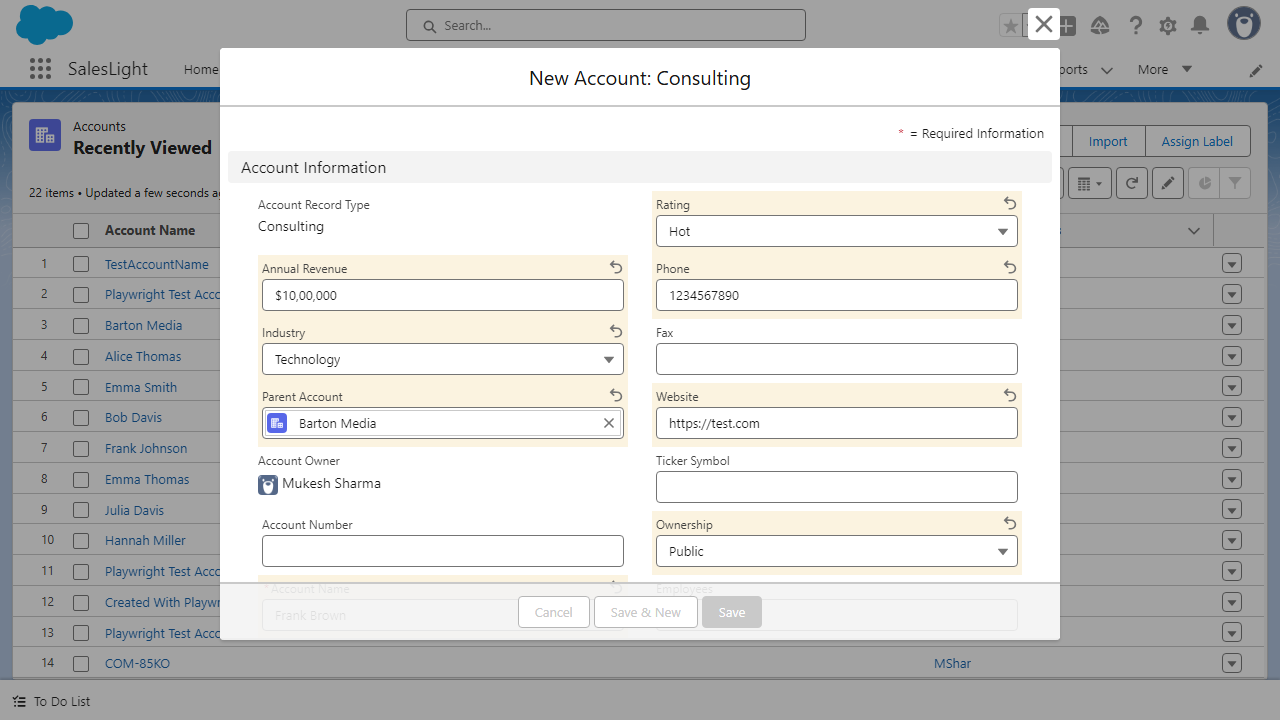 Search...
SalesLight
Home
ports
More
New Account: Consulting
* = Required Information
Accounts
Recently Viewed
Import
Assign Label
22 items • Updated a few seconds a
Account Information
Account Name
Account Record Type
Consulting
Rating
Hot
Annual Revenue
$10,00,000
Phone
1234567890
Industry
Technology
Fax
Parent Account
Barton Media
Website
https://test.com
Account Owner
Mukesh Sharma
Ticker Symbol
Account Number
Ownership
Public
*Account Name
Frank Brown
Employees
Cancel
Save & New
Save
1 TestAccountName
2 Playwright Test Acco
3 Barton Media
4 Alice Thomas
5 Emma Smith
6 Bob Davis
7 Frank Johnson
8 Emma Thomas
9 Julia Davis
10 Hannah Miller
11 Playwright Test Acco
12 Created With Playwr
13 Playwright Test Acco
14 COM-85KO MShar
To Do List